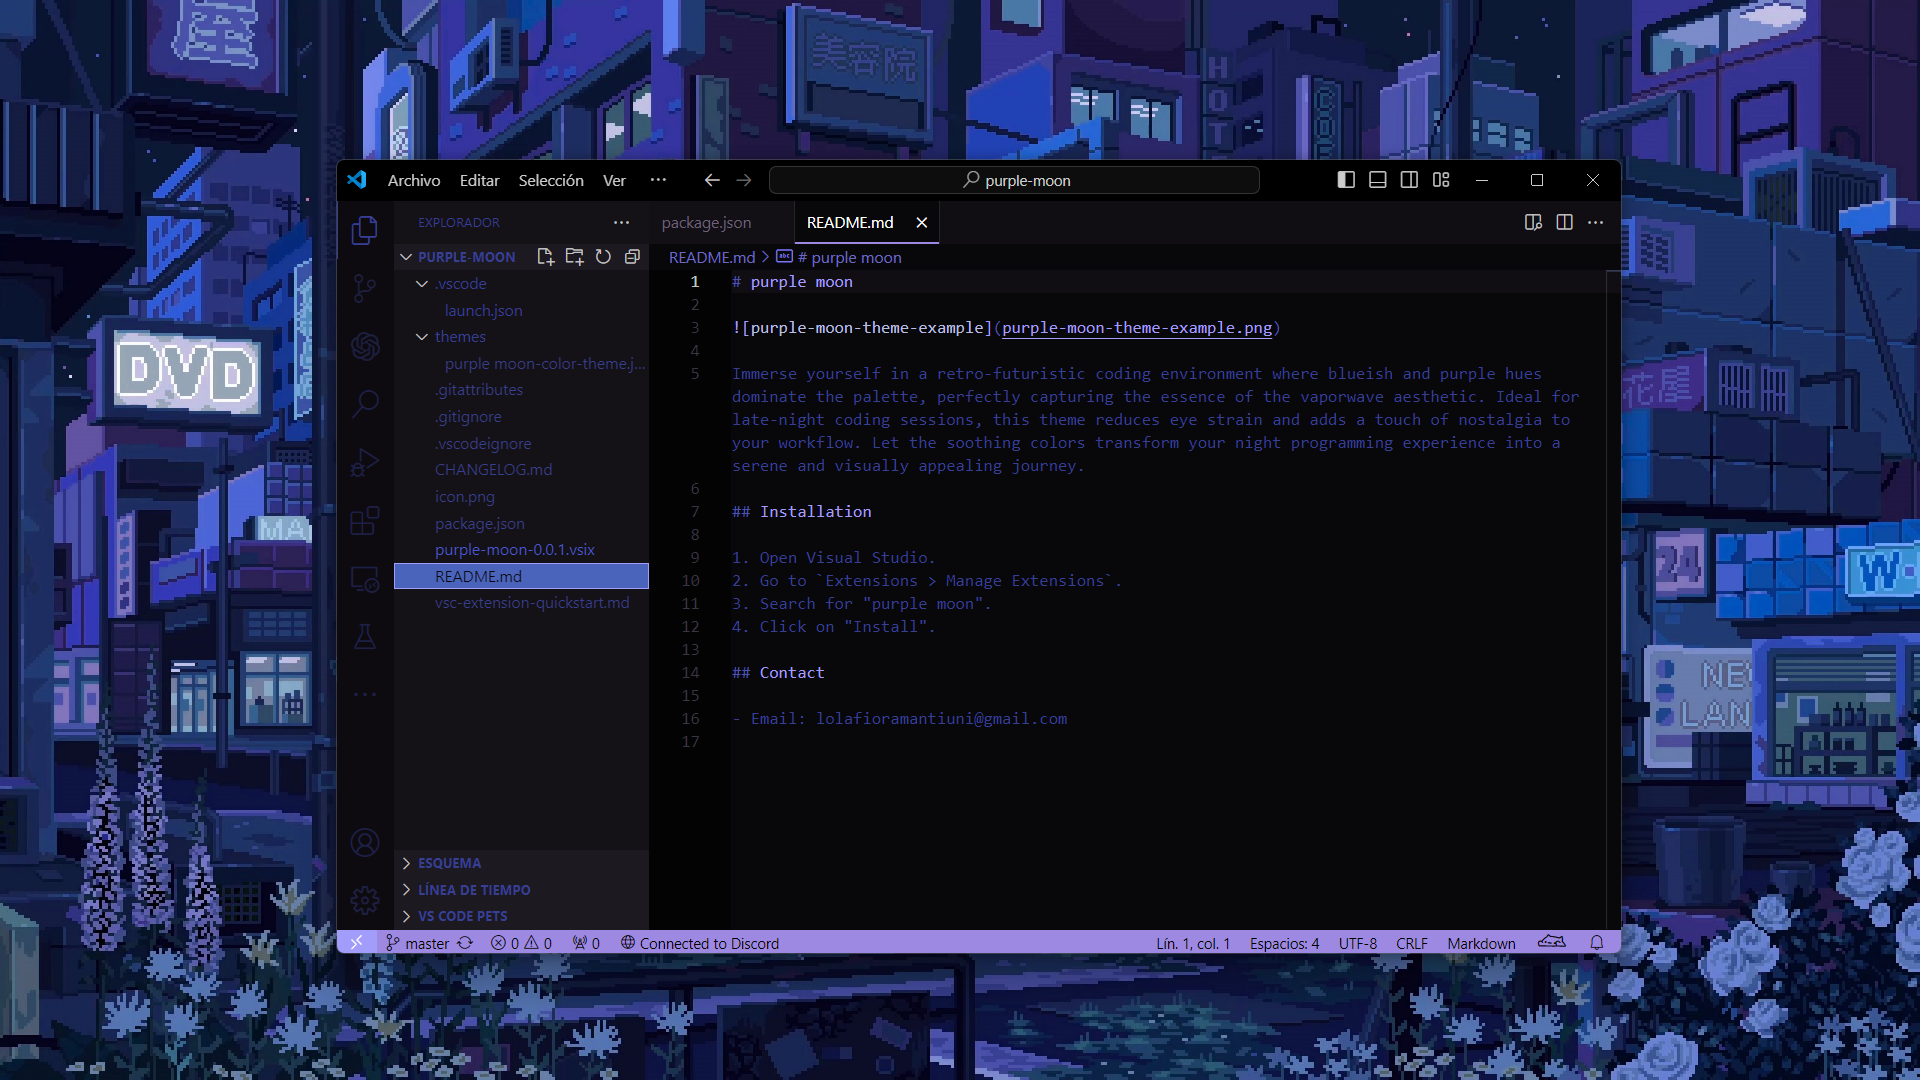 美容院
HOT
DVD
花屋
MA
24
W
NE
LAN
Archivo Editar Selección Ver ··· purple-moon
EXPLORADOR ···
package.json README.md
PURPLE-MOON
README.md > # purple moon
.vscode
launch.json
themes
purple moon-color-theme.j...
.gitattributes
.gitignore
.vscodeignore
CHANGELOG.md
icon.png
package.json
purple-moon-0.0.1.vsix
README.md
vsc-extension-quickstart.md
ESQUEMA
LÍNEA DE TIEMPO
VS CODE PETS
1 # purple moon
2
3 ![purple-moon-theme-example](purple-moon-theme-example.png)
4
5 Immerse yourself in a retro-futuristic coding environment where blueish and purple hues
dominate the palette, perfectly capturing the essence of the vaporwave aesthetic. Ideal for
late-night coding sessions, this theme reduces eye strain and adds a touch of nostalgia to
your workflow. Let the soothing colors transform your night programming experience into a
serene and visually appealing journey.
6
7 ## Installation
8
9 1. Open Visual Studio.
10 2. Go to `Extensions > Manage Extensions`.
11 3. Search for "purple moon".
12 4. Click on "Install".
13
14 ## Contact
15
16 - Email: lolafioramantiuni@gmail.com
17
master 0 0 0 Connected to Discord Lín. 1, col. 1 Espacios: 4 UTF-8 CRLF Markdown